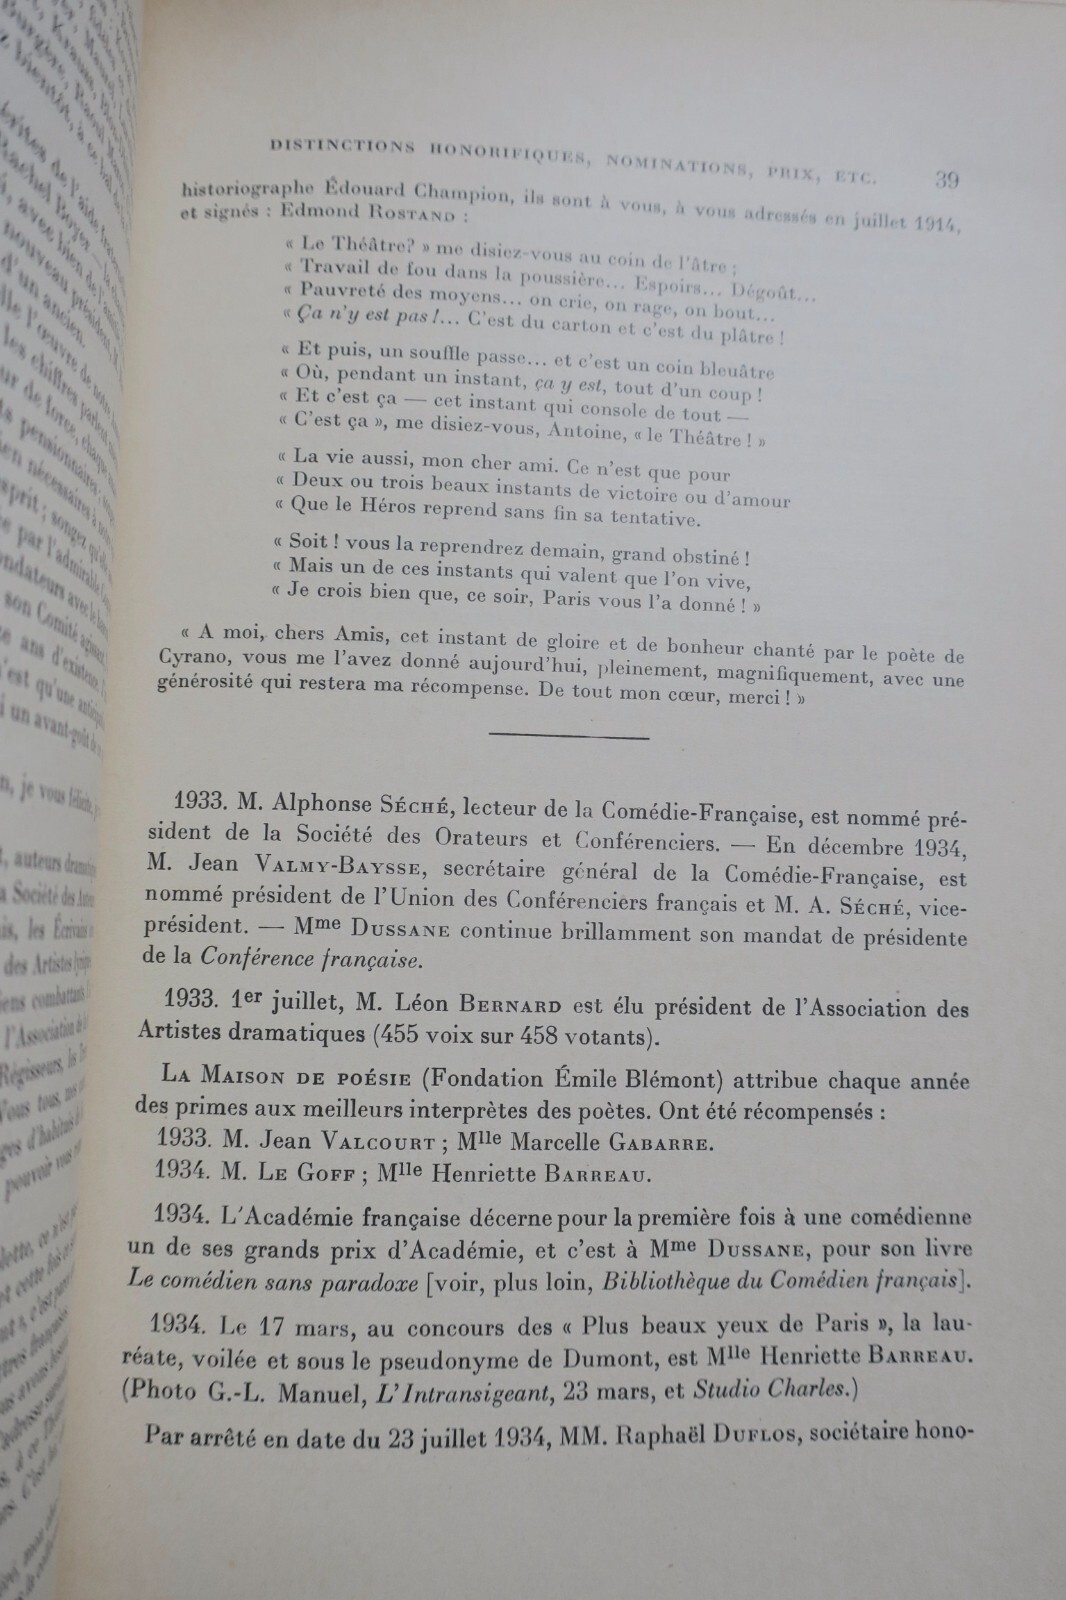 DISTINCTIONS HONORIFIQUES, NOMINATIONS, PRIX, ETC. 39
historiographe Édouard Champion, ils sont à vous, à vous adressés en juillet 1914,
et signés : Edmond ROSTAND :
« Le Théâtre? » me disiez-vous au coin de l'âtre ;
« Travail de fou dans la poussière... Espoirs... Dégoût...
« Pauvreté des moyens... on crie, on rage, on bout...
« Ça n'y est pas !... C'est du carton et c'est du plâtre !
« Et puis, un souffle passe... et c'est un coin bleuâtre
« Où, pendant un instant, ça y est, tout d'un coup !
« Et c'est ça — cet instant qui console de tout —
« C'est ça », me disiez-vous, Antoine, « le Théâtre ! »
« La vie aussi, mon cher ami. Ce n'est que pour
« Deux ou trois beaux instants de victoire ou d'amour
« Que le Héros reprend sans fin sa tentative.
« Soit ! vous la reprendrez demain, grand obstiné !
« Mais un de ces instants qui valent que l'on vive,
« Je crois bien que, ce soir, Paris vous l'a donné ! »
« A moi, chers Amis, cet instant de gloire et de bonheur chanté par le poète de
Cyrano, vous me l'avez donné aujourd'hui, pleinement, magnifiquement, avec une
générosité qui restera ma récompense. De tout mon cœur, merci ! »
1933. M. Alphonse SÉCHÉ, lecteur de la Comédie-Française, est nommé pré-
sident de la Société des Orateurs et Conférenciers. — En décembre 1934,
M. Jean VALMY-BAYSSE, secrétaire général de la Comédie-Française, est
nommé président de l'Union des Conférenciers français et M. A. SÉCHÉ, vice-
président. — Mme DUSSANE continue brillamment son mandat de présidente
de la Conférence française.
1933. 1er juillet, M. Léon BERNARD est élu président de l'Association des
Artistes dramatiques (455 voix sur 458 votants).
LA MAISON DE POÉSIE (Fondation Émile Blémont) attribue chaque année
des primes aux meilleurs interprètes des poètes. Ont été récompensés :
1933. M. Jean VALCOURT ; Mlle Marcelle GABARRE.
1934. M. LE GOFF ; Mlle Henriette BARREAU.
1934. L'Académie française décerne pour la première fois à une comédienne
un de ses grands prix d'Académie, et c'est à Mme DUSSANE, pour son livre
Le comédien sans paradoxe [voir, plus loin, Bibliothèque du Comédien français].
1934. Le 17 mars, au concours des « Plus beaux yeux de Paris », la lau-
réate, voilée et sous le pseudonyme de Dumont, est Mlle Henriette BARREAU.
(Photo G.-L. Manuel, L'Intransigeant, 23 mars, et Studio Charles.)
Par arrêté en date du 23 juillet 1934, MM. Raphaël DUFLOS, sociétaire hono-